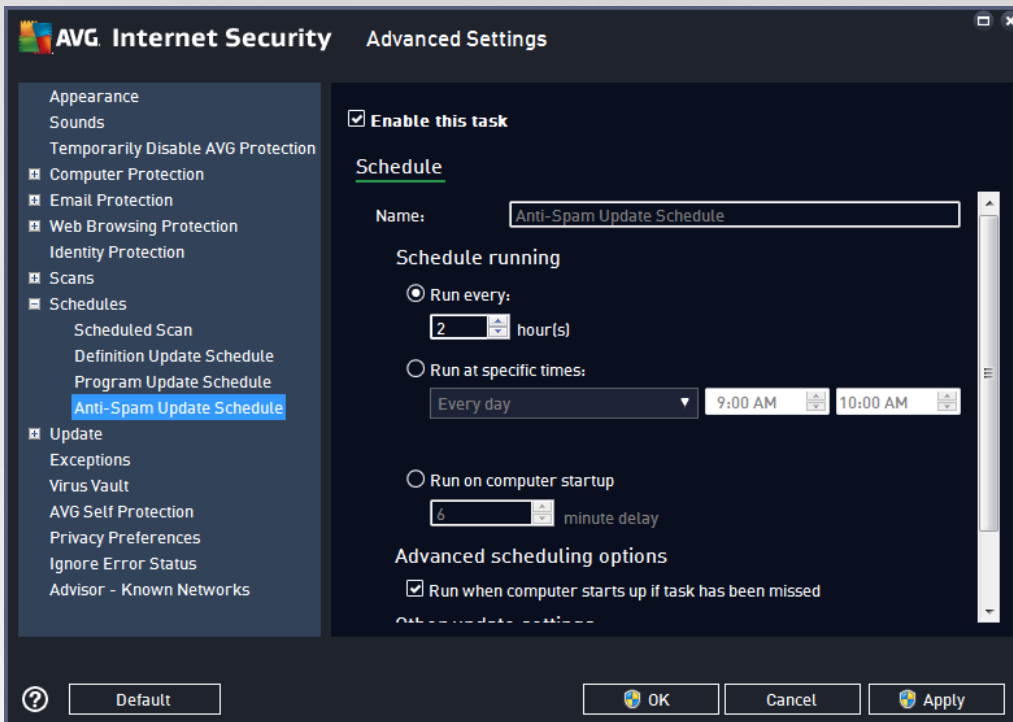 AVG. Internet Security Advanced Settings
Appearance
Sounds
Temporarily Disable AVG Protection
Computer Protection
Email Protection
Web Browsing Protection
Identity Protection
Scans
Schedules
Scheduled Scan
Definition Update Schedule
Program Update Schedule
Anti-Spam Update Schedule
Update
Exceptions
Virus Vault
AVG Self Protection
Privacy Preferences
Ignore Error Status
Advisor - Known Networks
Enable this task
Schedule
Name: Anti-Spam Update Schedule
Schedule running
Run every:
2 hour(s)
Run at specific times:
Every day 9:00 AM 10:00 AM
Run on computer startup
6 minute delay
Advanced scheduling options
Run when computer starts up if task has been missed
Other update settings
? Default OK Cancel Apply